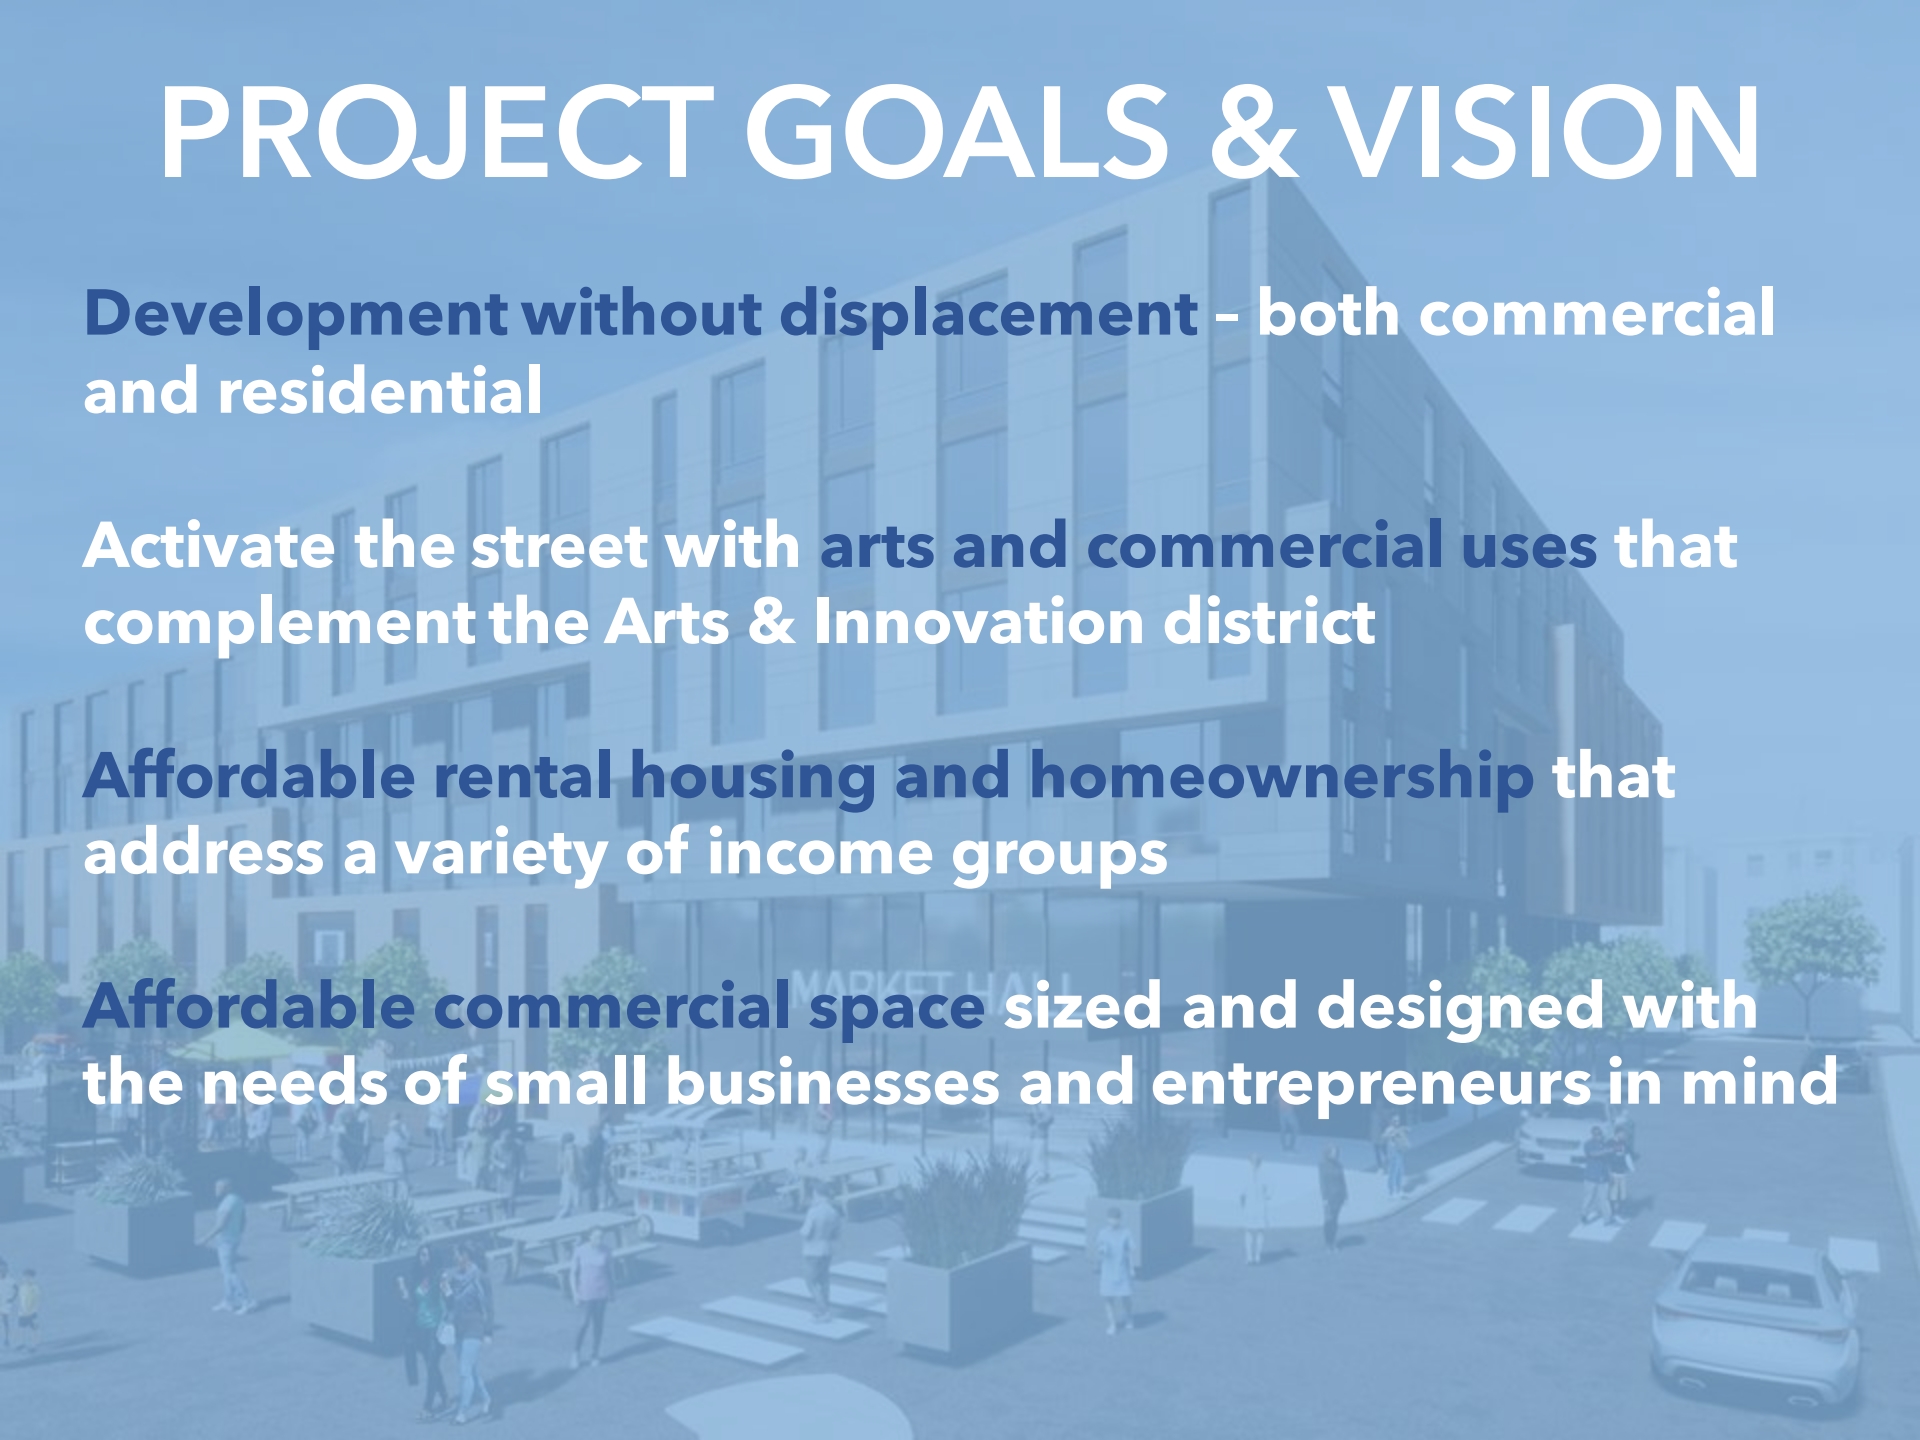 PROJECT GOALS & VISION
Development without displacement – both commercial
and residential
Activate the street with arts and commercial uses that
complement the Arts & Innovation district
Affordable rental housing and homeownership that
address a variety of income groups
MARKET HALL
Affordable commercial space sized and designed with
the needs of small businesses and entrepreneurs in mind